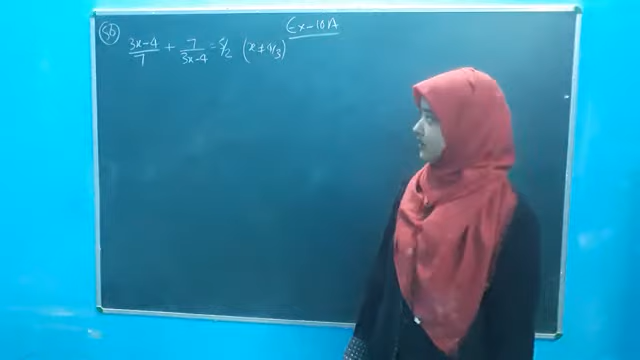 Ex-10A
56
(3x-4)/7 + 7/(3x-4) = 5/2 (x ≠ 4/3)